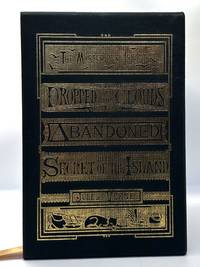 The Mysterious Island
Dropped from the Clouds
Abandoned
Secret of the Island
Jules Verne